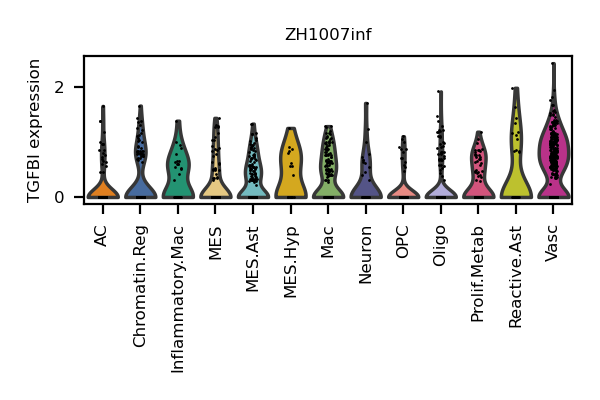 ZH1007inf
TGFBI expression
2
0
AC
Chromatin.Reg
Inflammatory.Mac
MES
MES.Ast
MES.Hyp
Mac
Neuron
OPC
Oligo
Prolif.Metab
Reactive.Ast
Vasc